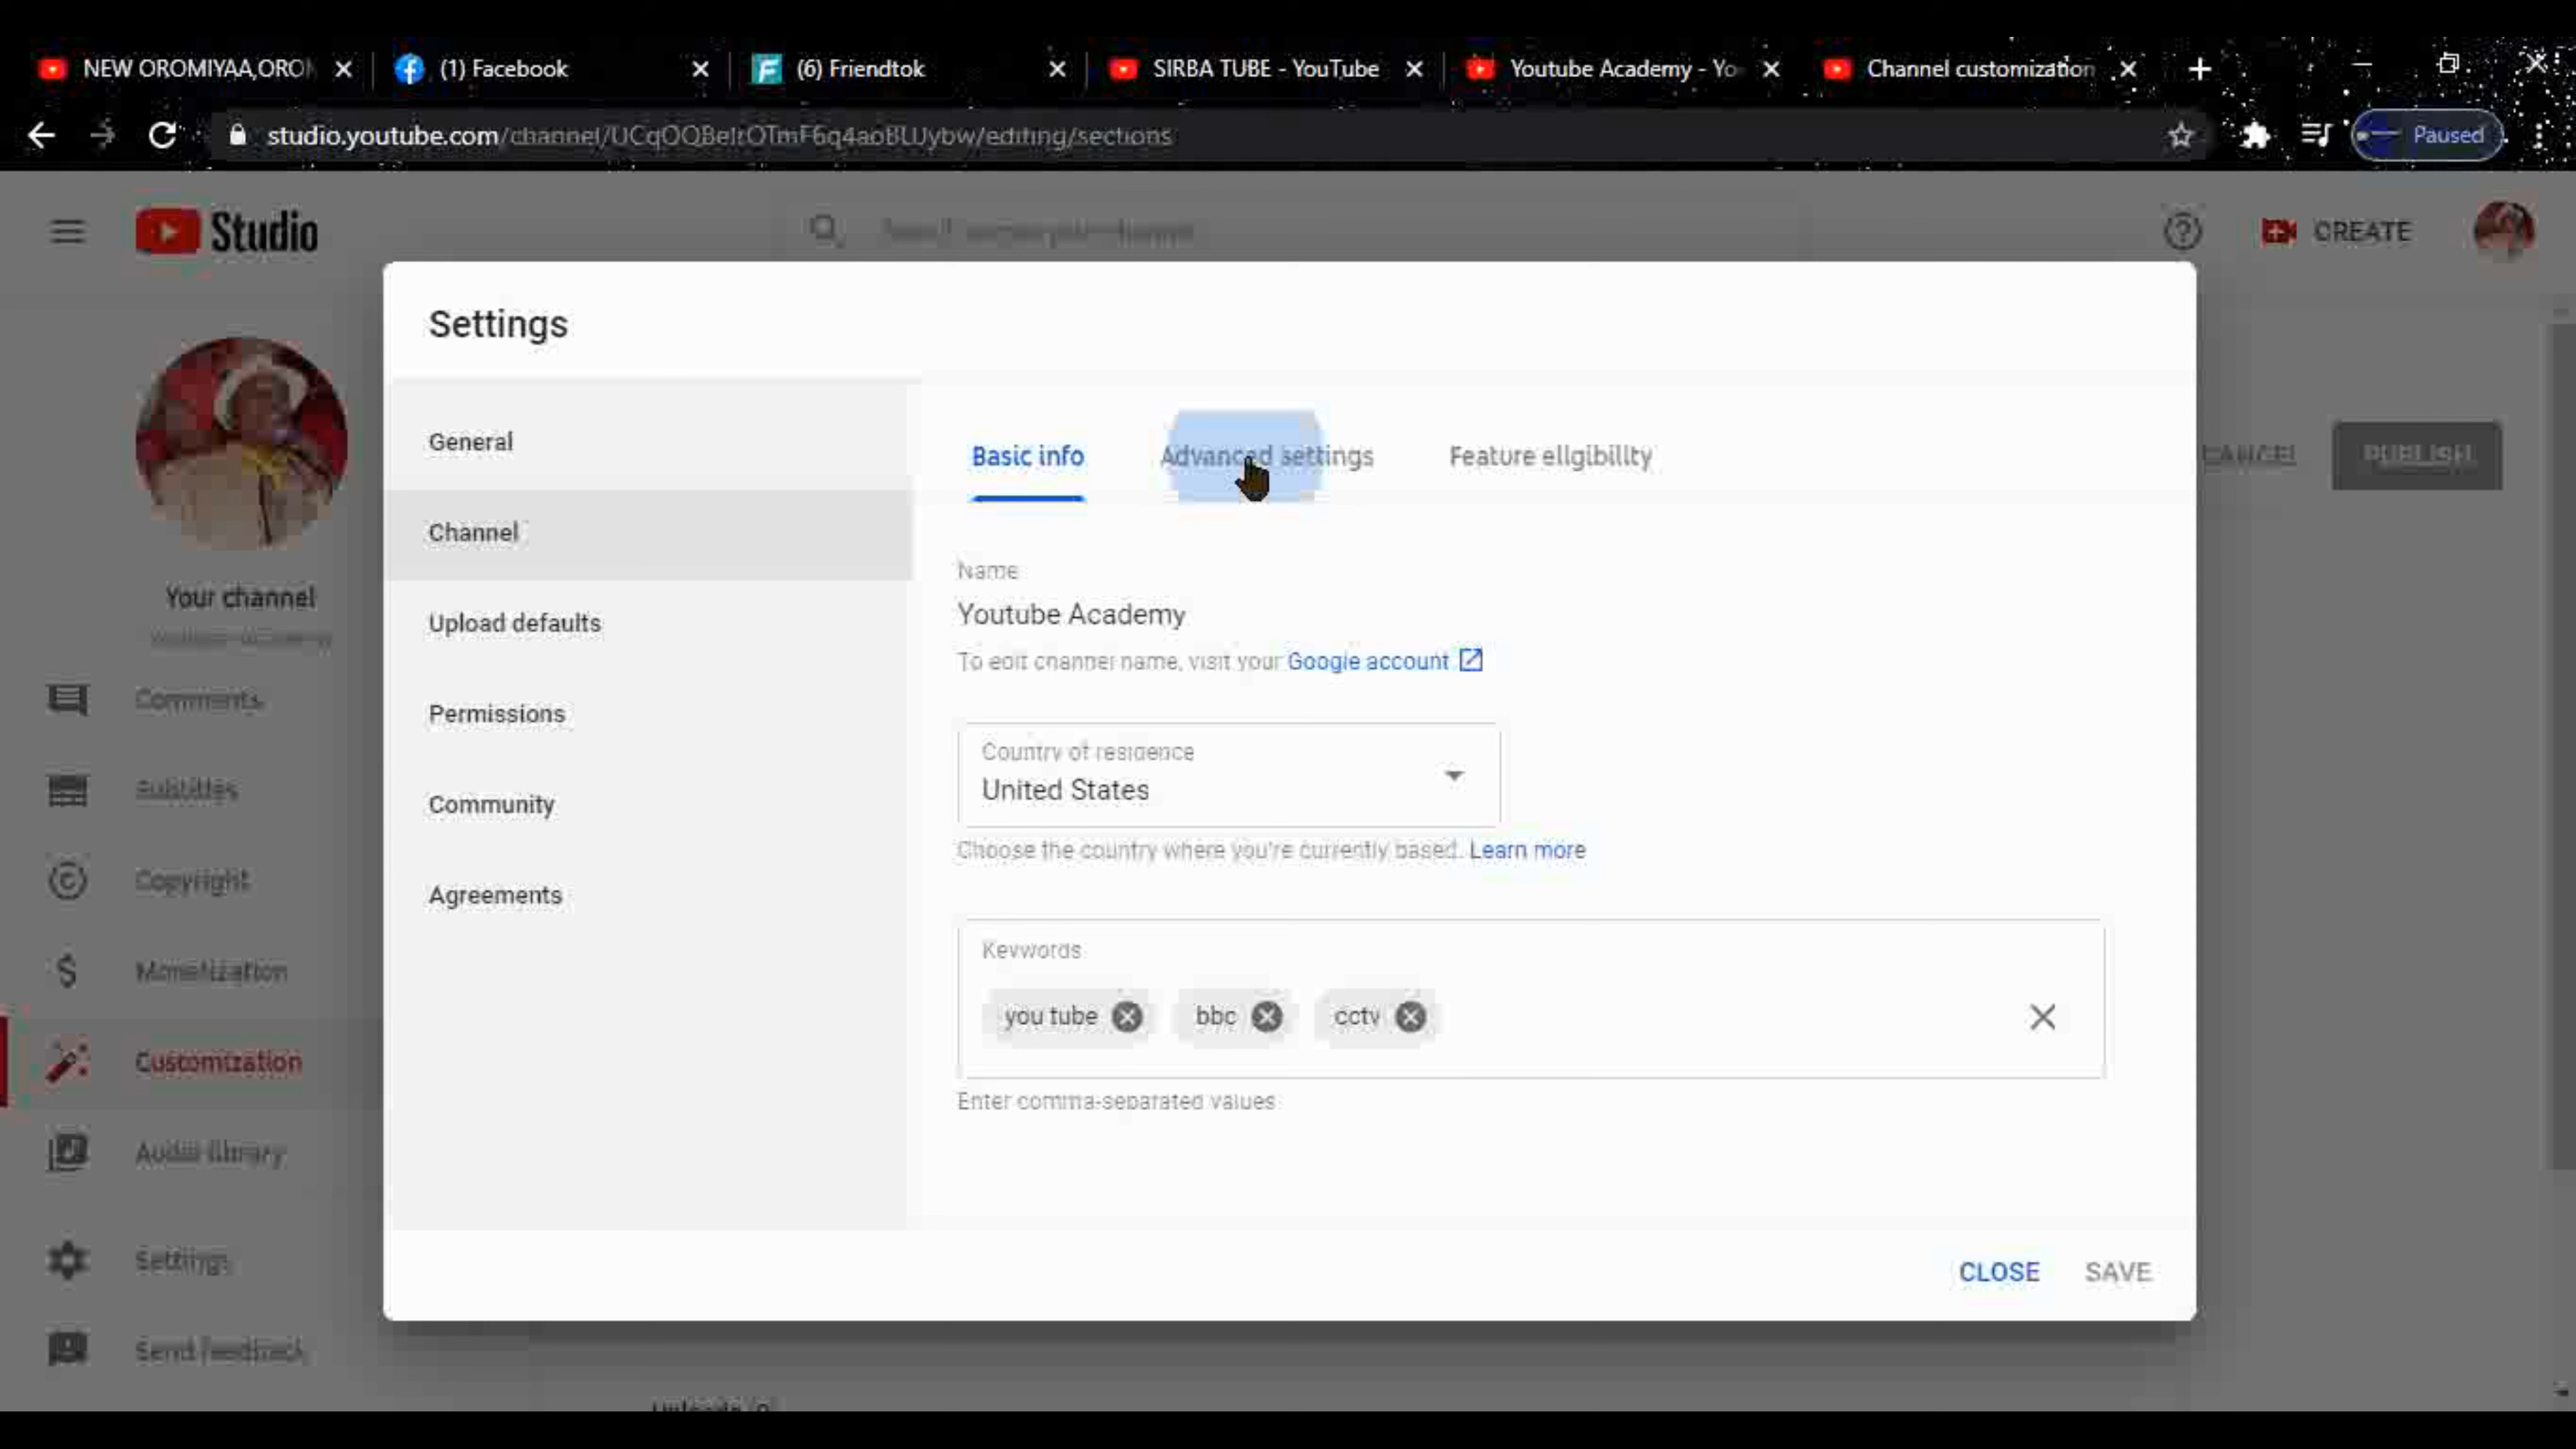 NEW OROMIYAA,ORO
(1) Facebook
(6) Friendtok
SIRBA TUBE - YouTube
Youtube Academy - Yo
Channel customization
studio.youtube.com/channel/
/editing/sections
Paused
Studio
CREATE
Settings
CANCEL
PUBLISH
General
Channel
Upload defaults
Permissions
Community
Agreements
Basic info
Advanced settings
Feature eligibility
Name
Youtube Academy
To edit channel name, visit your Google account
Country of residence
United States
Choose the country where you're currently based. Learn more
Keywords
you tube
bbc
cctv
Enter comma-separated values
CLOSE
SAVE
Your channel
Comments
Subtitles
Copyright
Monetization
Customization
Audio library
Settings
Send feedback